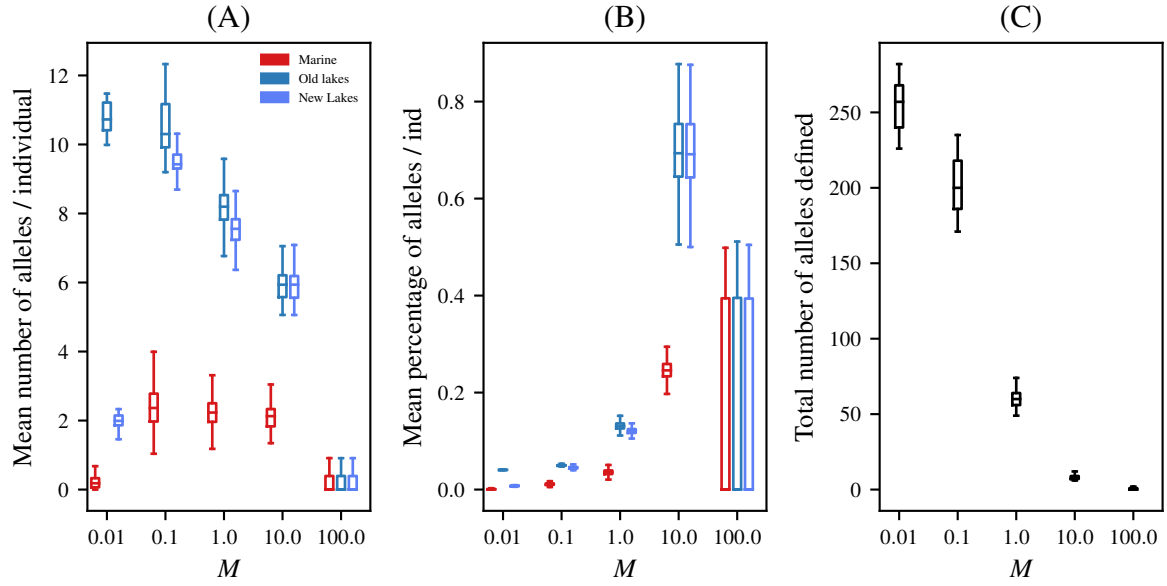 (A)
Mean number of alleles / individual
12
10
8
6
4
2
0
Marine
Old lakes
New Lakes
0.01 0.1 1.0 10.0 100.0
M
(B)
Mean percentage of alleles / ind
0.8
0.6
0.4
0.2
0.0
0.01 0.1 1.0 10.0 100.0
M
(C)
Total number of alleles defined
250
200
150
100
50
0
0.01 0.1 1.0 10.0 100.0
M